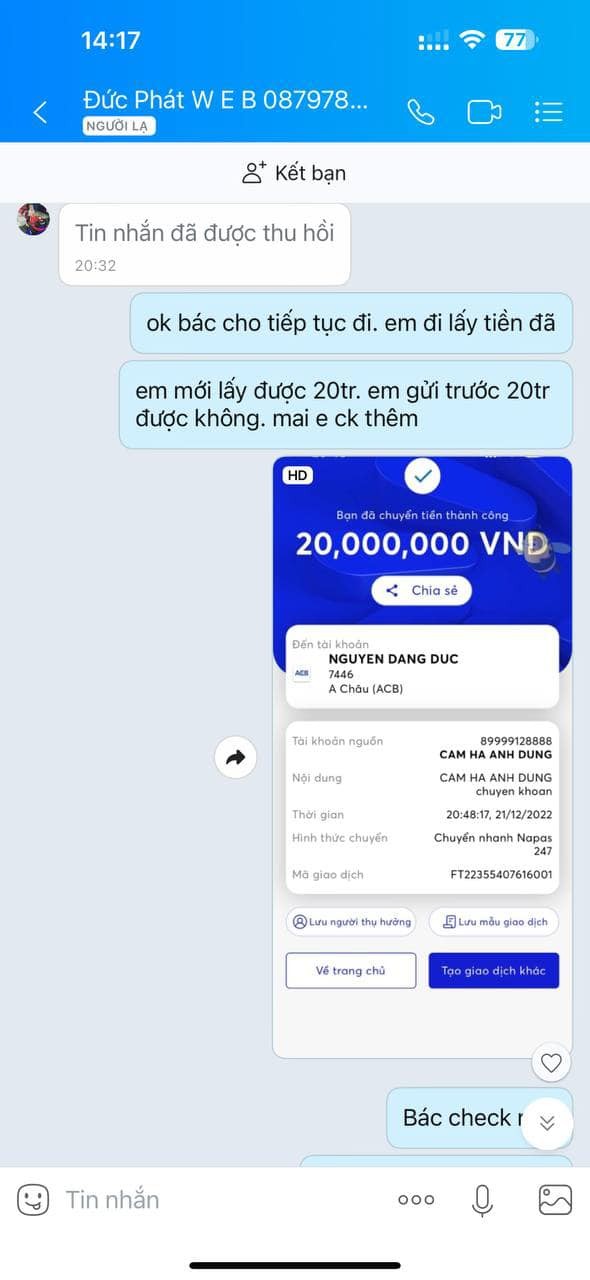 14:17
77
Đức Phát W E B 087978...
NGƯỜI LẠ
Kết bạn
Tin nhắn đã được thu hồi
20:32
ok bác cho tiếp tục đi. em đi lấy tiền đã
em mới lấy được 20tr. em gửi trước 20tr
được không. mai e ck thêm
HD
Bạn đã chuyển tiền thành công
20,000,000 VND
Chia sẻ
Đến tài khoản
NGUYEN DANG DUC
ACB
7446
A Châu (ACB)
Tài khoản nguồn
89999128888
CAM HA ANH DUNG
Nội dung
CAM HA ANH DUNG
chuyen khoan
Thời gian
20:48:17, 21/12/2022
Hình thức chuyển
Chuyển nhanh Napas
247
Mã giao dịch
FT22355407616001
Lưu người thụ hưởng
Lưu mẫu giao dịch
Về trang chủ
Tạo giao dịch khác
Bác check
Tin nhắn